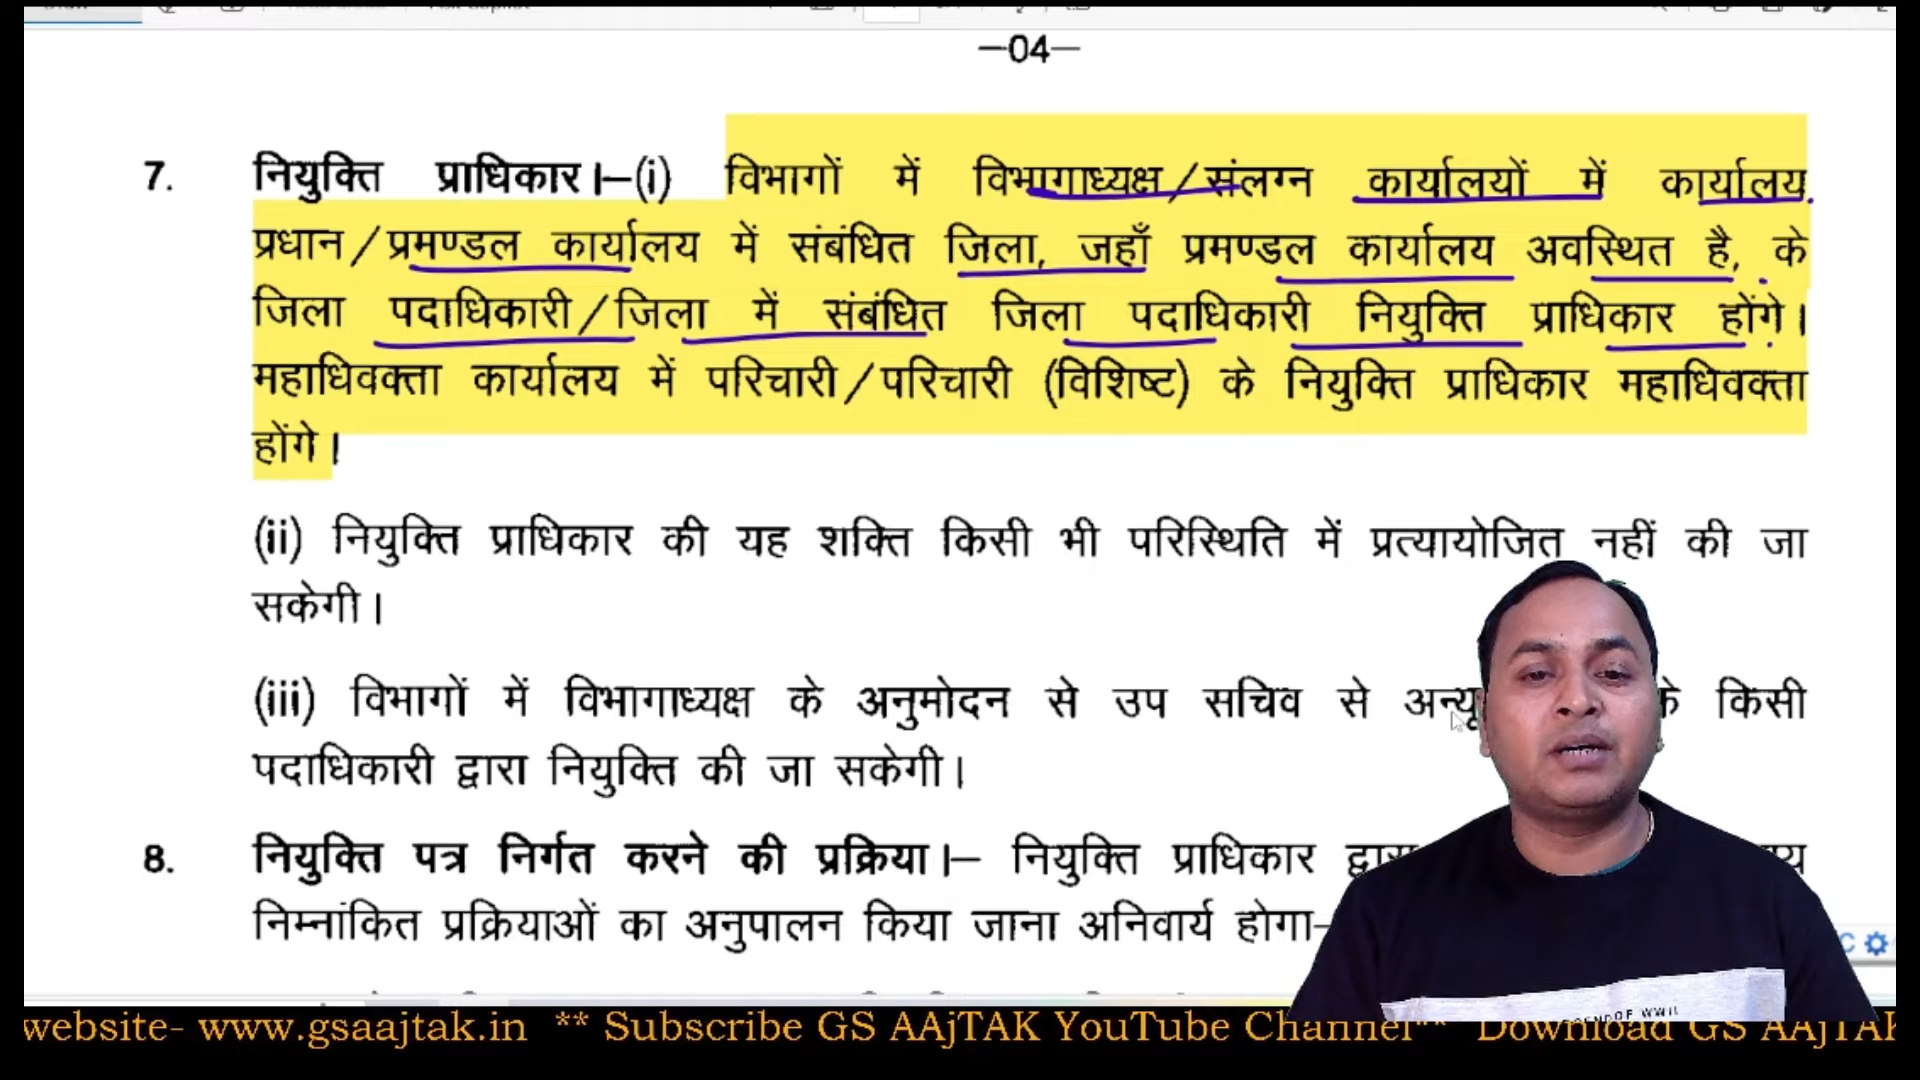 —04—
7. नियुक्ति प्राधिकार।—(i) विभागों में विभागाध्यक्ष/संलग्न कार्यालयों में कार्यालय
प्रधान/प्रमण्डल कार्यालय में संबंधित जिला, जहाँ प्रमण्डल कार्यालय अवस्थित है, के
जिला पदाधिकारी/जिला में संबंधित जिला पदाधिकारी नियुक्ति प्राधिकार होंगे।
महाधिवक्ता कार्यालय में परिचारी/परिचारी (विशिष्ट) के नियुक्ति प्राधिकार महाधिवक्ता
होंगे।
(ii) नियुक्ति प्राधिकार की यह शक्ति किसी भी परिस्थिति में प्रत्यायोजित नहीं की जा
सकेगी।
(iii) विभागों में विभागाध्यक्ष के अनुमोदन से उप सचिव से किसी
पदाधिकारी द्वारा नियुक्ति की जा सकेगी।
8. नियुक्ति पत्र निर्गत करने की प्रक्रिया।— नियुक्ति प्राधिकार
निम्नांकित प्रक्रियाओं का अनुपालन किया जाना अनिवार्य होगा—
website- www.gsaajtak.in ** Subscribe GS AAjTAK YouTube Channel** Download GS AAjTAK